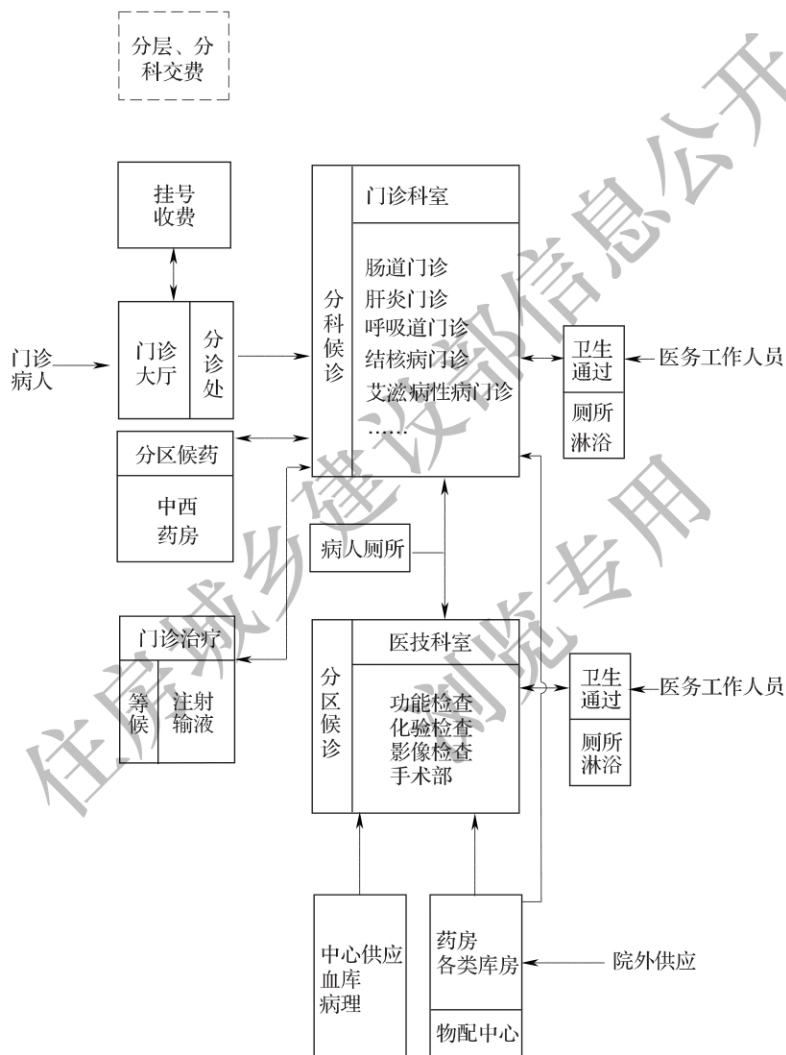 分层、分
科交费
挂号
收费
门诊
病人
门诊
大厅
分诊处
分区候药
中西
药房
分科候诊
门诊科室
肠道门诊
肝炎门诊
呼吸道门诊
结核病门诊
艾滋病性病门诊
……
卫生
通过
厕所
淋浴
医务工作人员
病人厕所
门诊治疗
等候
注射
输液
分区候诊
医技科室
功能检查
化验检查
影像检查
手术部
卫生
通过
厕所
淋浴
医务工作人员
中心供应
血库
病理
药房
各类库房
物配中心
院外供应
住房城乡建设部信息公开
浏览专用